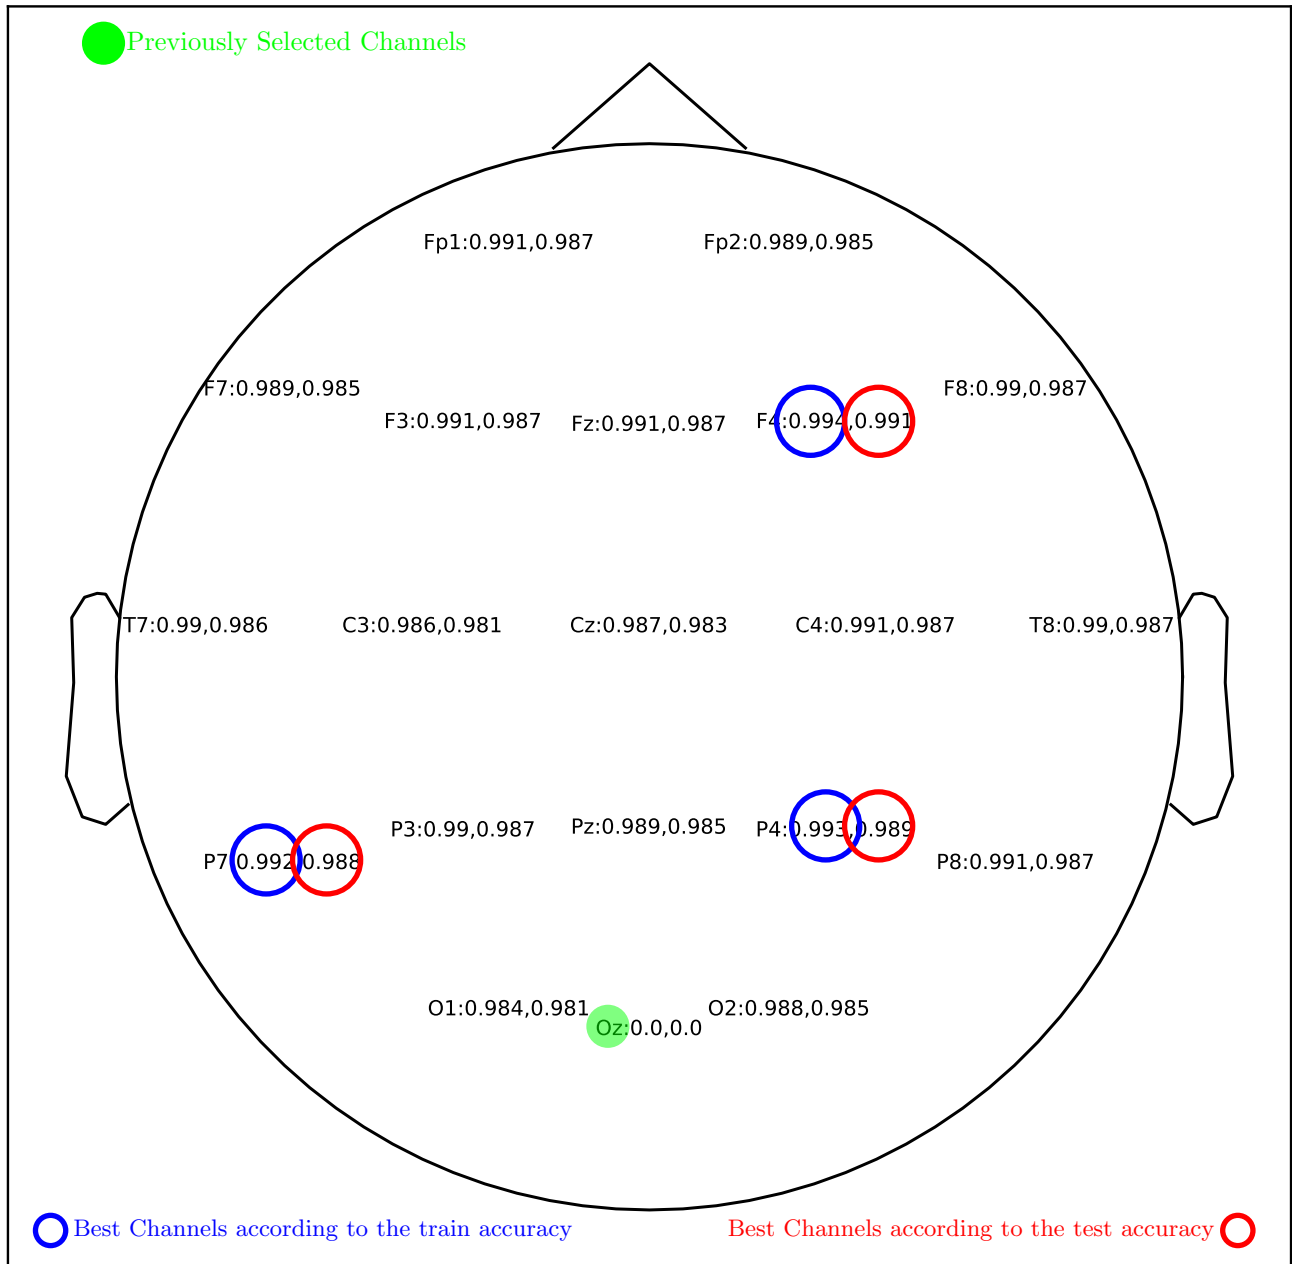 Previously Selected Channels
Fp1:0.991,0.987
Fp2:0.989,0.985
F7:0.989,0.985
F3:0.991,0.987
Fz:0.991,0.987
F4:0.994,0.991
F8:0.99,0.987
T7:0.99,0.986
C3:0.986,0.981
Cz:0.987,0.983
C4:0.991,0.987
T8:0.99,0.987
P7:0.992,0.988
P3:0.99,0.987
Pz:0.989,0.985
P4:0.993,0.989
P8:0.991,0.987
O1:0.984,0.981
Oz:0.0,0.0
O2:0.988,0.985
Best Channels according to the train accuracy
Best Channels according to the test accuracy